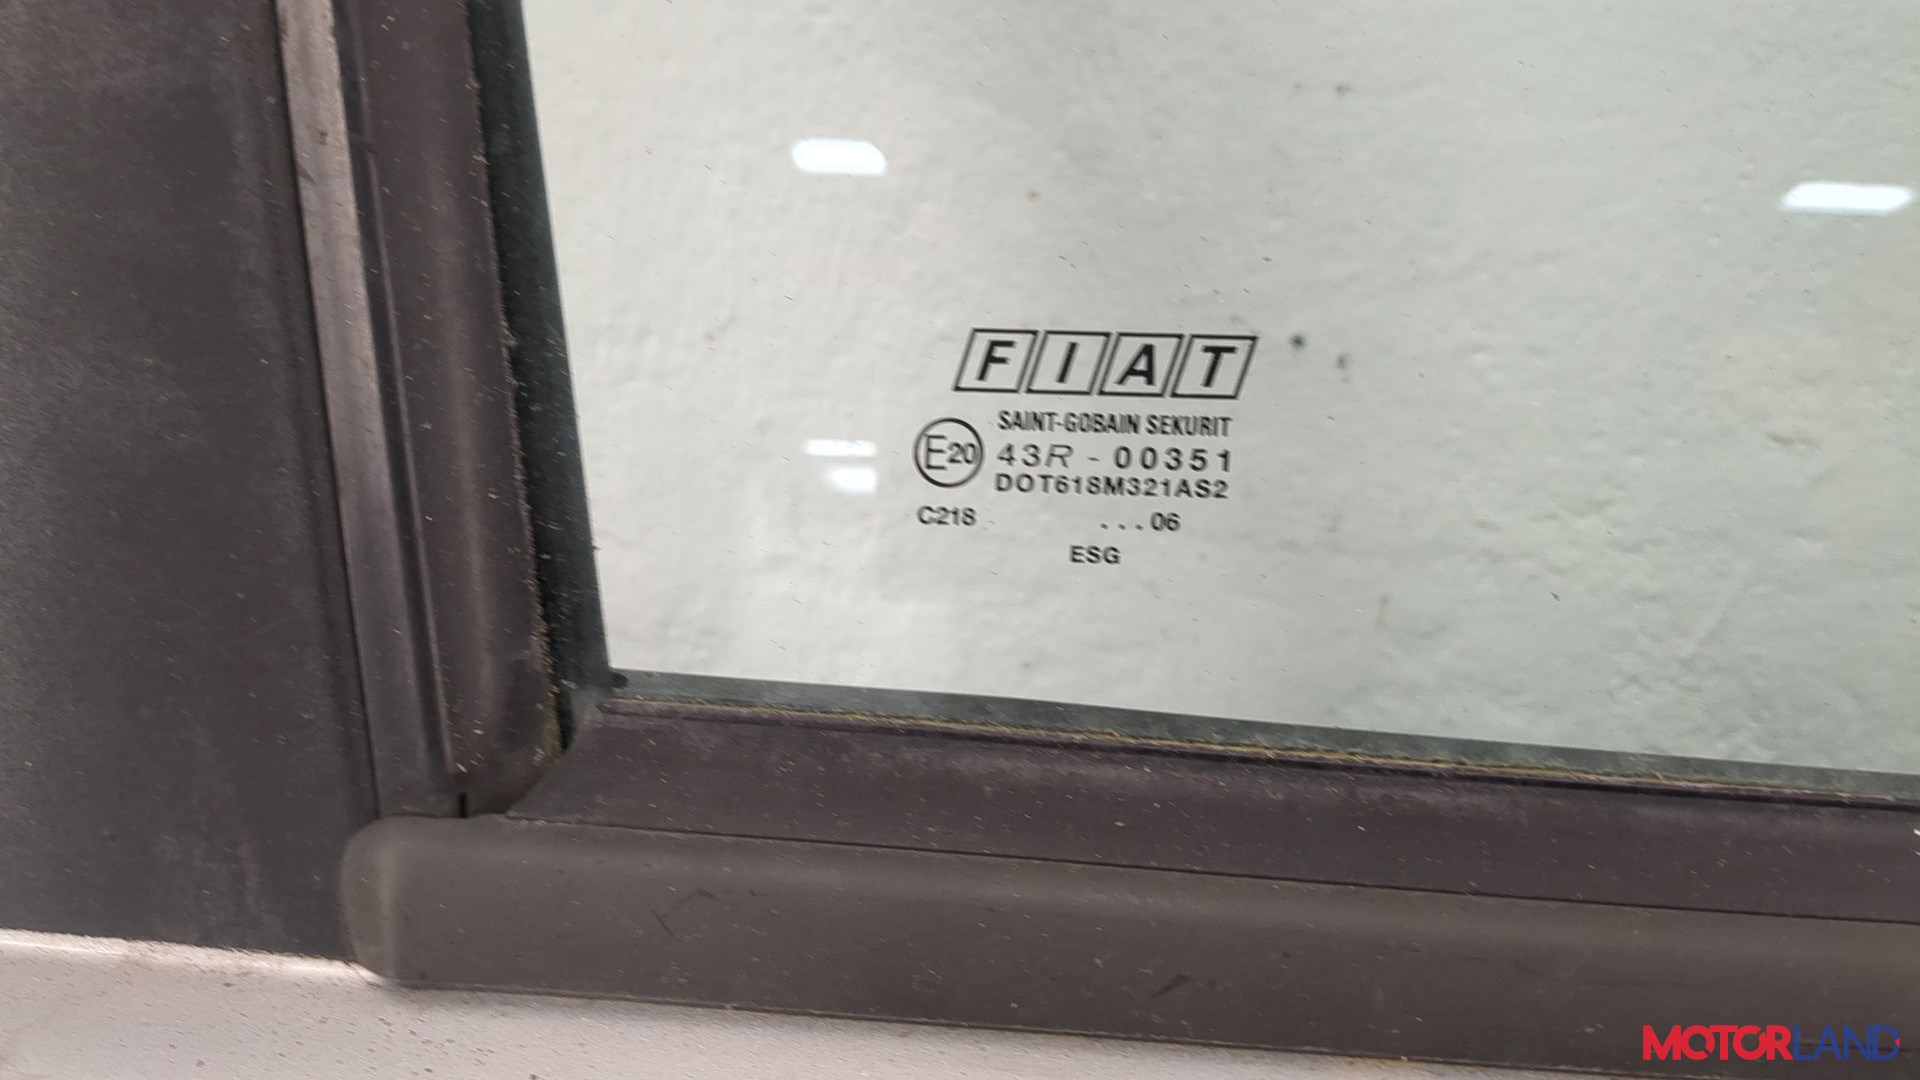 FIAT
SAINT-GOBAIN SEKURIT
E20 43R - 00351
DOT618M321AS2
C218 ...06
ESG
MOTORLAND